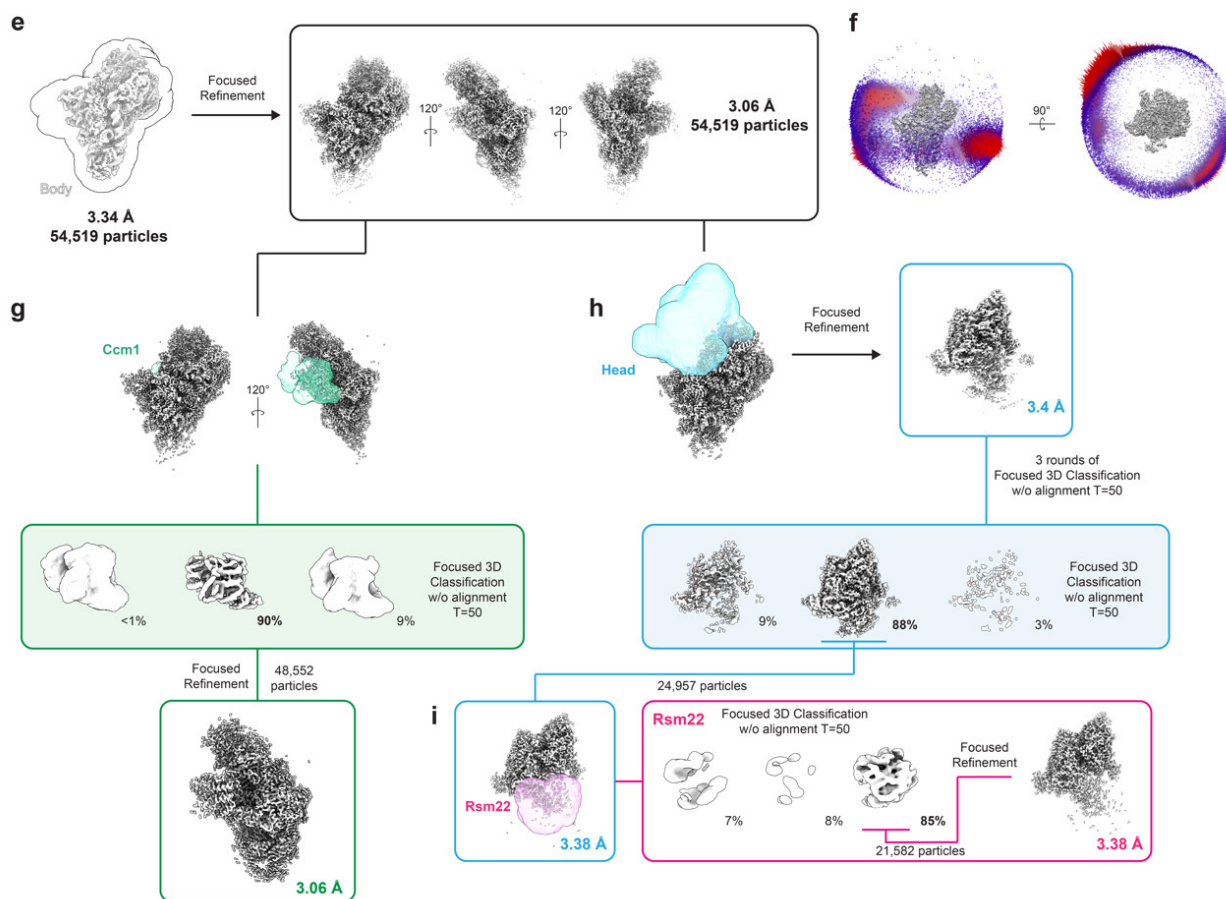 e
Body
3.34 Å
54,519 particles
Focused
Refinement
120°
120°
3.06 Å
54,519 particles
f
90°
g
Ccm1
120°
<1%
90%
9%
Focused 3D
Classification
w/o alignment
T=50
Focused
Refinement
48,552
particles
3.06 Å
h
Head
Focused
Refinement
3.4 Å
3 rounds of
Focused 3D Classification
w/o alignment T=50
9%
88%
3%
Focused 3D
Classification
w/o alignment
T=50
24,957 particles
i
Rsm22
3.38 Å
Rsm22
Focused 3D Classification
w/o alignment T=50
7%
8%
85%
21,582 particles
Focused
Refinement
3.38 Å